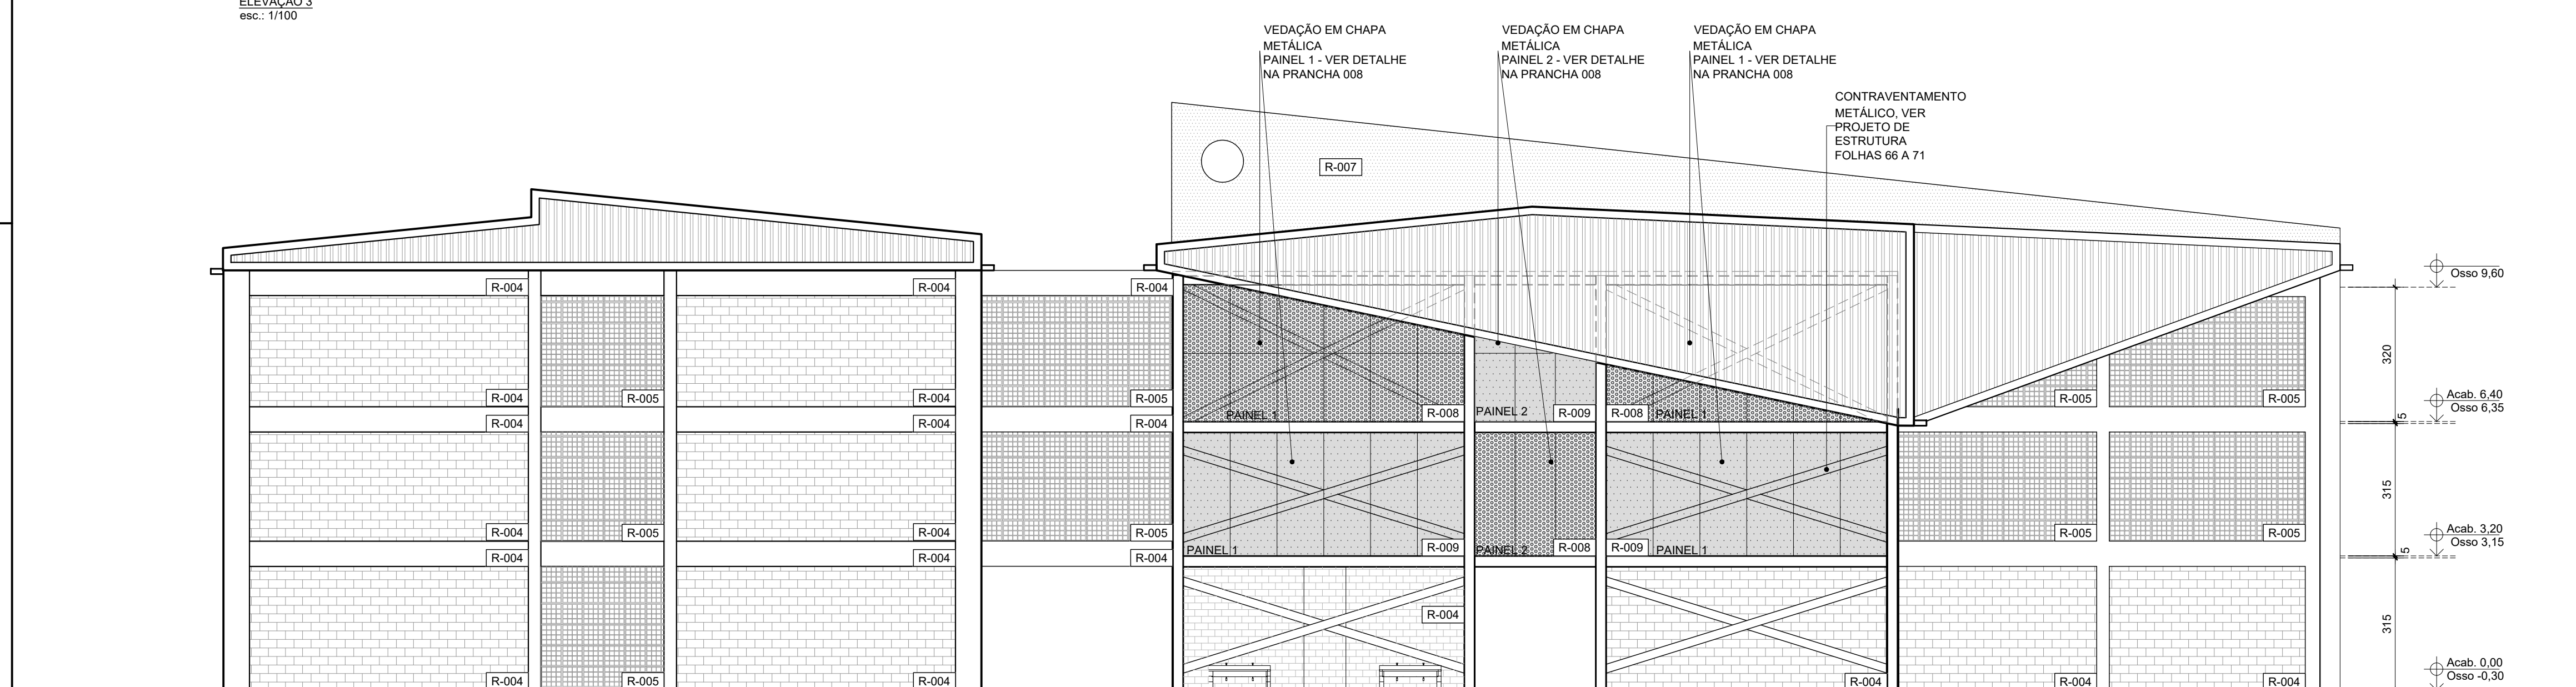 ELEVAÇÃO 3
esc.: 1/100
VEDAÇÃO EM CHAPA
METÁLICA
PAINEL 1 - VER DETALHE
NA PRANCHA 008
VEDAÇÃO EM CHAPA
METÁLICA
PAINEL 2 - VER DETALHE
NA PRANCHA 008
VEDAÇÃO EM CHAPA
METÁLICA
PAINEL 1 - VER DETALHE
NA PRANCHA 008
CONTRAVENTAMENTO
METÁLICO, VER
PROJETO DE
ESTRUTURA
FOLHAS 66 A 71
R-007
Osso 9,60
R-004
R-004
R-004
320
R-004
R-005
R-004
R-005
R-005
R-005
Acab. 6,40
Osso 6,35
PAINEL 1
R-008
PAINEL 2
R-009
R-008
PAINEL 1
5
R-004
R-004
R-004
315
R-004
R-005
R-004
R-005
R-005
R-005
Acab. 3,20
Osso 3,15
PAINEL 1
R-009
PAINEL 2
R-008
R-009
PAINEL 1
5
R-004
R-004
R-004
R-004
315
Acab. 0,00
Osso -0,30
R-004
R-005
R-004
R-004
R-004
R-004